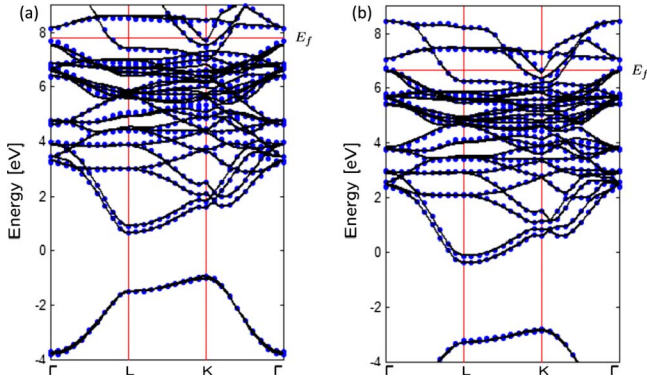 (a)
8
6
4
2
0
-2
-4
Energy [eV]
E_f
Γ L K Γ
(b)
8
6
4
2
0
-2
-4
Energy [eV]
E_f
Γ L K Γ